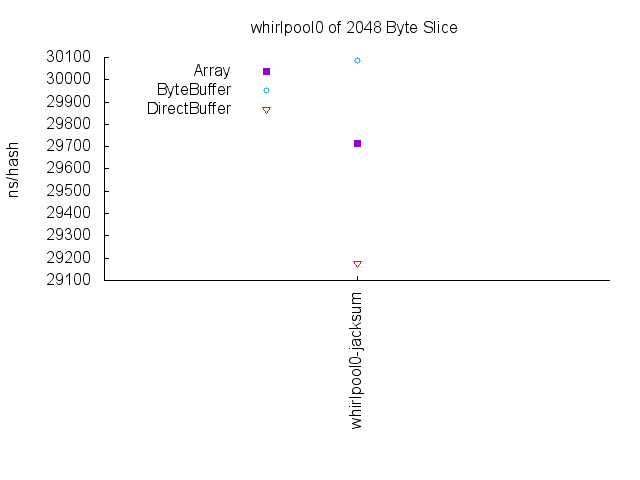 whirlpool0 of 2048 Byte Slice
30100
30000
29900
29800
29700
29600
29500
29400
29300
29200
29100
ns/hash
Array
ByteBuffer
DirectBuffer
whirlpool0-jacksum